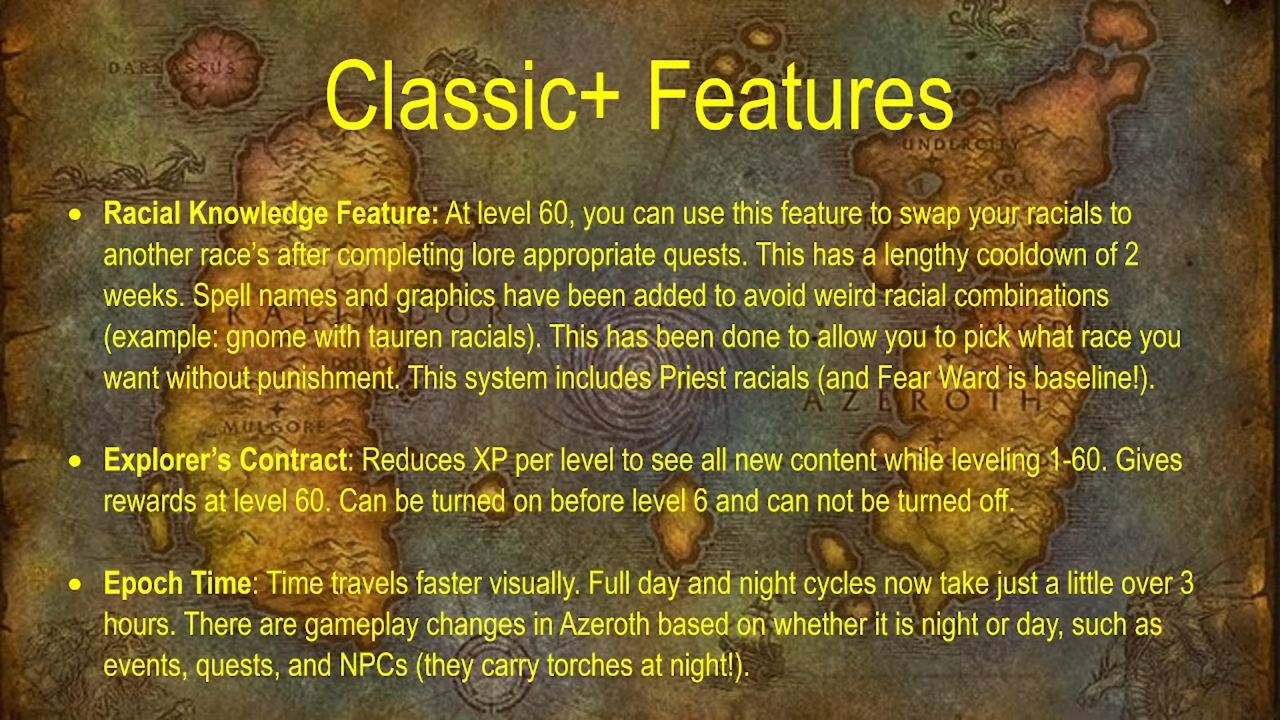 Classic+ Features
DARNASSUS
UNDERCITY
• Racial Knowledge Feature: At level 60, you can use this feature to swap your racials to
another race’s after completing lore appropriate quests. This has a lengthy cooldown of 2
weeks. Spell names and graphics have been added to avoid weird racial combinations
KALIMDOR
(example: gnome with tauren racials). This has been done to allow you to pick what race you
want without punishment. This system includes Priest racials (and Fear Ward is baseline!).
AZEROTH
MULGORE
• Explorer’s Contract: Reduces XP per level to see all new content while leveling 1-60. Gives
rewards at level 60. Can be turned on before level 6 and can not be turned off.
• Epoch Time: Time travels faster visually. Full day and night cycles now take just a little over 3
hours. There are gameplay changes in Azeroth based on whether it is night or day, such as
events, quests, and NPCs (they carry torches at night!).